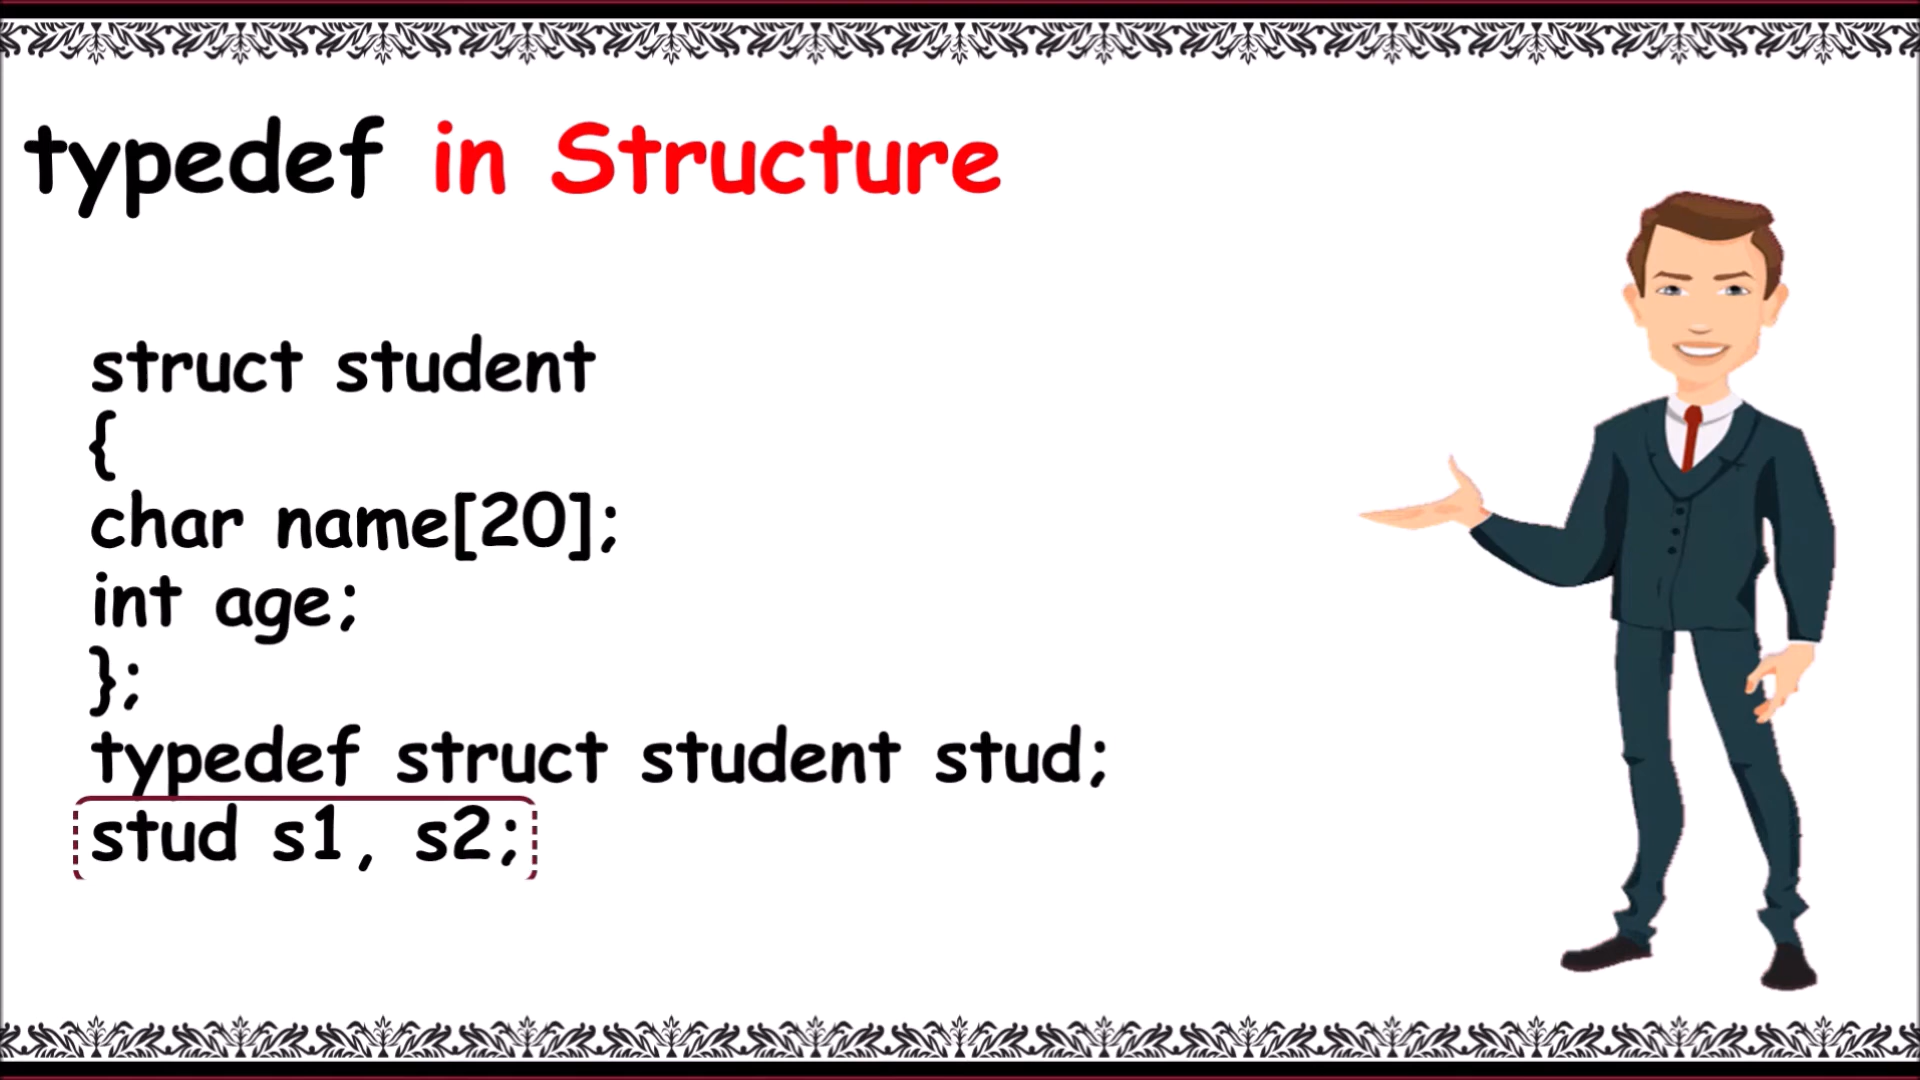 typedef in Structure
struct student
{
char name[20];
int age;
};
typedef struct student stud;
stud s1, s2;